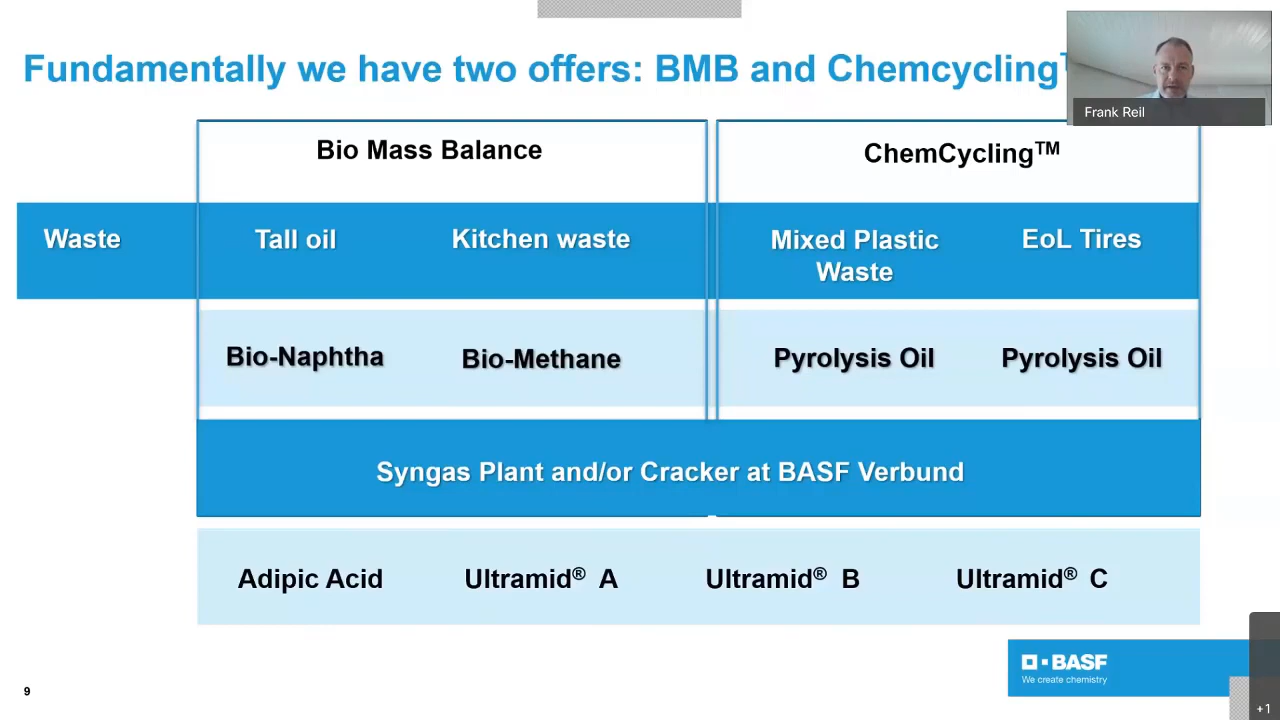 Fundamentally we have two offers: BMB and Chemcycling
Frank Reil
Bio Mass Balance
ChemCycling™
Waste
Tall oil
Kitchen waste
Mixed Plastic
Waste
EoL Tires
Bio-Naphtha
Bio-Methane
Pyrolysis Oil
Pyrolysis Oil
Syngas Plant and/or Cracker at BASF Verbund
Adipic Acid
Ultramid® A
Ultramid® B
Ultramid® C
BASF
We create chemistry
9
+1